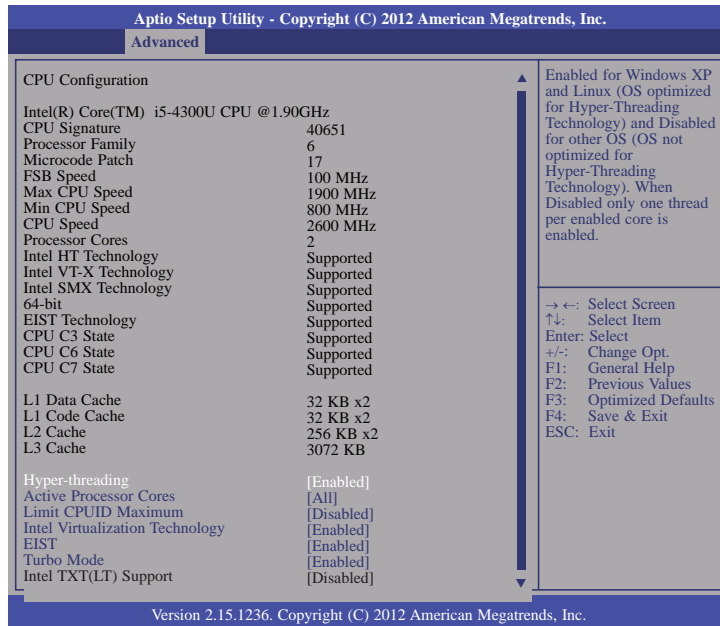 Aptio Setup Utility - Copyright (C) 2012 American Megatrends, Inc.
Advanced
CPU Configuration
Intel(R) Core(TM) i5-4300U CPU @1.90GHz
CPU Signature 40651
Processor Family 6
Microcode Patch 17
FSB Speed 100 MHz
Max CPU Speed 1900 MHz
Min CPU Speed 800 MHz
CPU Speed 2600 MHz
Processor Cores 2
Intel HT Technology Supported
Intel VT-X Technology Supported
Intel SMX Technology Supported
64-bit Supported
EIST Technology Supported
CPU C3 State Supported
CPU C6 State Supported
CPU C7 State Supported
L1 Data Cache 32 KB x2
L1 Code Cache 32 KB x2
L2 Cache 256 KB x2
L3 Cache 3072 KB
Hyper-threading [Enabled]
Active Processor Cores [All]
Limit CPUID Maximum [Disabled]
Intel Virtualization Technology [Enabled]
EIST [Enabled]
Turbo Mode [Enabled]
Intel TXT(LT) Support [Disabled]
Enabled for Windows XP
and Linux (OS optimized
for Hyper-Threading
Technology) and Disabled
for other OS (OS not
optimized for
Hyper-Threading
Technology). When
Disabled only one thread
per enabled core is
enabled.
→←: Select Screen
↑↓: Select Item
Enter: Select
+/-: Change Opt.
F1: General Help
F2: Previous Values
F3: Optimized Defaults
F4: Save & Exit
ESC: Exit
Version 2.15.1236. Copyright (C) 2012 American Megatrends, Inc.